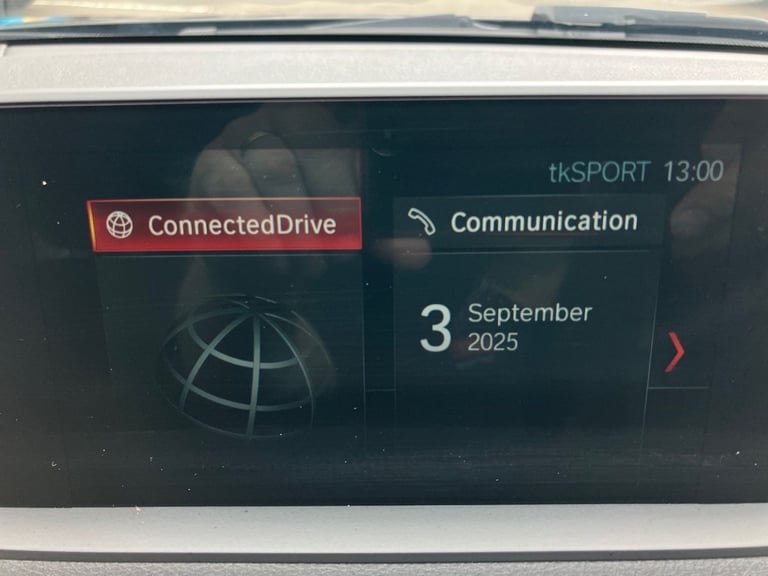 tkSPORT 13:00
ConnectedDrive
Communication
3
September
2025